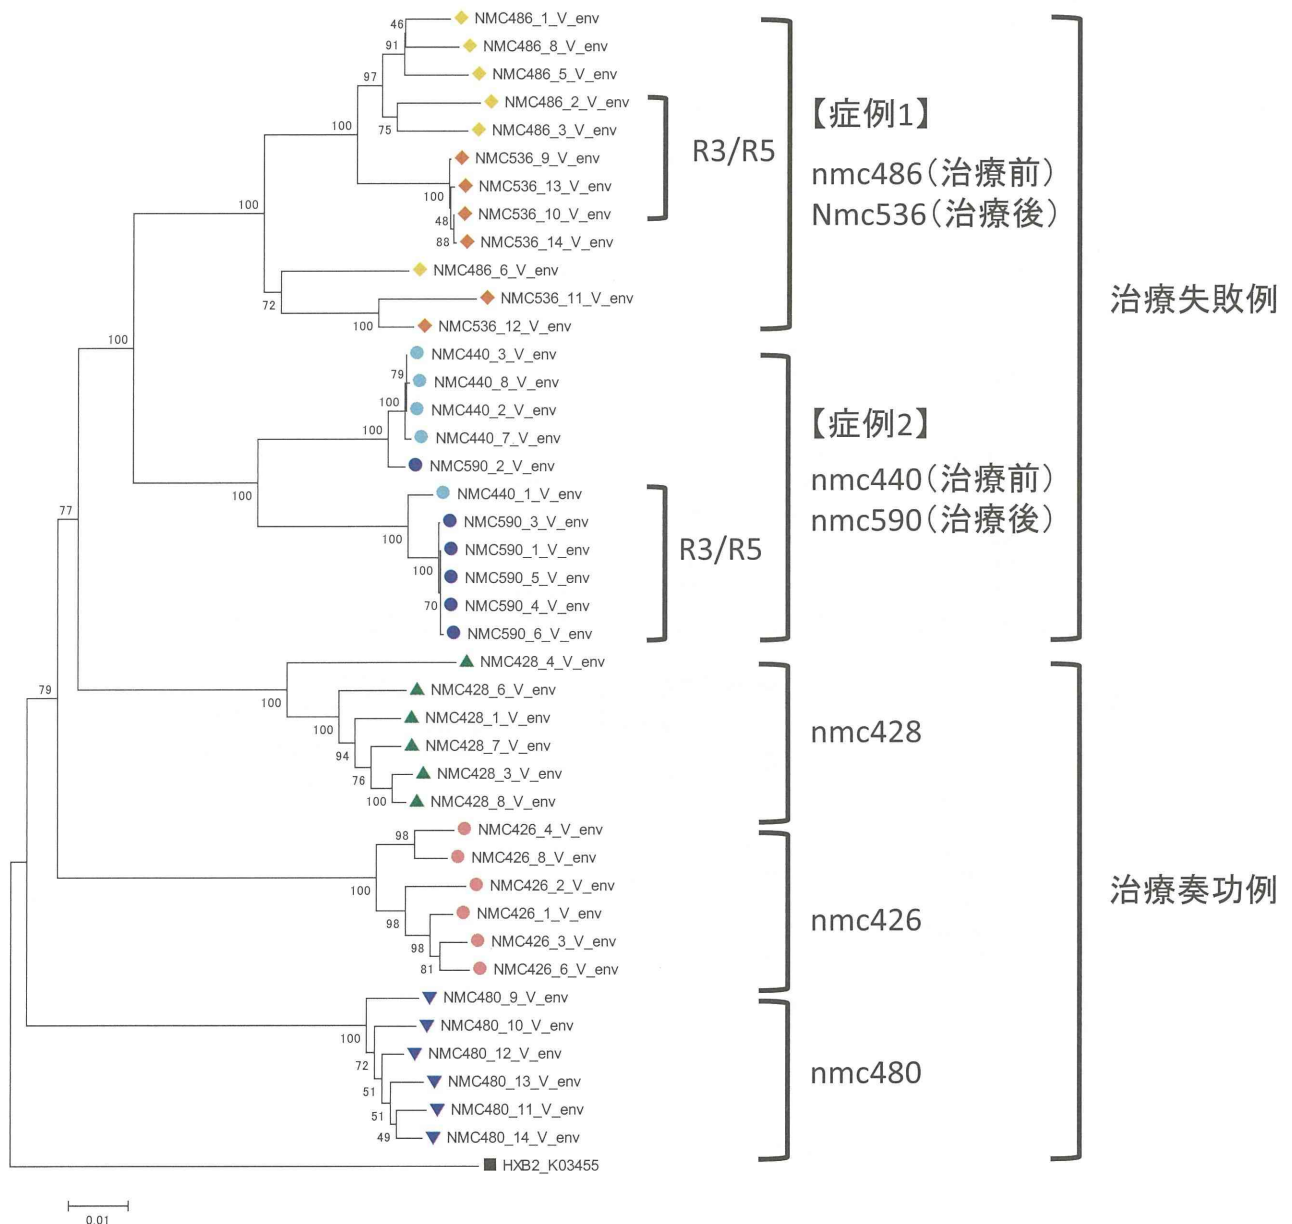 NMC486_1_V_env
NMC486_8_V_env
NMC486_5_V_env
NMC486_2_V_env
NMC486_3_V_env
NMC536_9_V_env
NMC536_13_V_env
NMC536_10_V_env
NMC536_14_V_env
NMC486_6_V_env
NMC536_11_V_env
NMC536_12_V_env
NMC440_3_V_env
NMC440_8_V_env
NMC440_2_V_env
NMC440_7_V_env
NMC590_2_V_env
NMC440_1_V_env
NMC590_3_V_env
NMC590_1_V_env
NMC590_5_V_env
NMC590_4_V_env
NMC590_6_V_env
NMC428_4_V_env
NMC428_6_V_env
NMC428_1_V_env
NMC428_7_V_env
NMC428_3_V_env
NMC428_8_V_env
NMC426_4_V_env
NMC426_8_V_env
NMC426_2_V_env
NMC426_1_V_env
NMC426_3_V_env
NMC426_6_V_env
NMC480_9_V_env
NMC480_10_V_env
NMC480_12_V_env
NMC480_13_V_env
NMC480_11_V_env
NMC480_14_V_env
HXB2_K03455
46
91
97
75
100
100
48
88
100
72
100
100
79
100
100
100
100
100
70
77
100
100
94
76
100
79
98
100
98
98
81
100
72
51
51
49
0.01
R3/R5
R3/R5
【症例1】
nmc486(治療前)
Nmc536(治療後)
【症例2】
nmc440(治療前)
nmc590(治療後)
nmc428
nmc426
nmc480
治療失敗例
治療奏功例